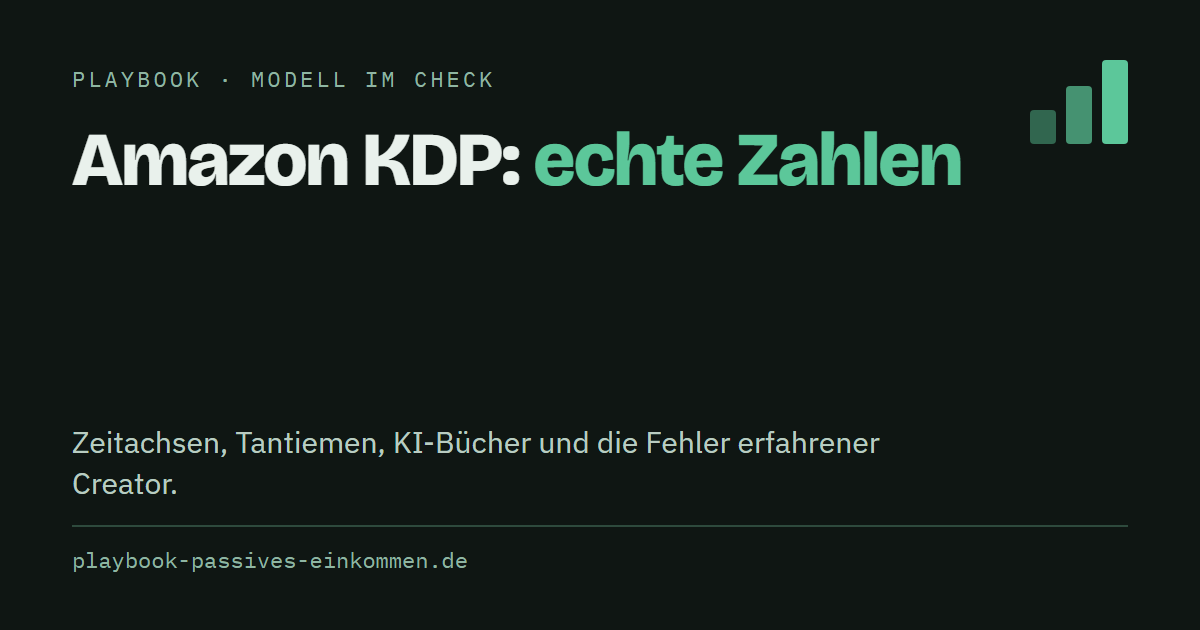 PLAYBOOK · MODELL IM CHECK
Amazon KDP: echte Zahlen
Zeitachsen, Tantiemen, KI-Bücher und die Fehler erfahrener
Creator.
playbook-passives-einkommen.de